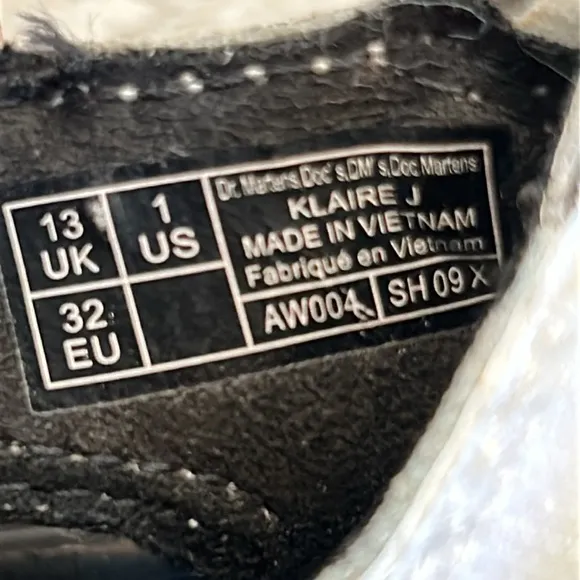 13 UK
1 US
32 EU
Dr. Martens, Doc's, DM's, Doc Martens
KLAIRE J
MADE IN VIETNAM
Fabriqué en Vietnam
AW004
SH 09 X